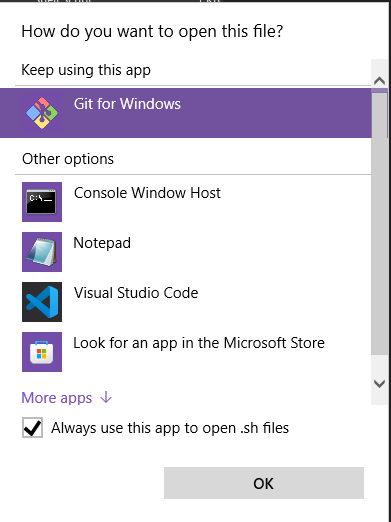 How do you want to open this file?
Keep using this app
Git for Windows
Other options
C:\.
Console Window Host
Notepad
Visual Studio Code
Look for an app in the Microsoft Store
More apps ↓
Always use this app to open .sh files
OK